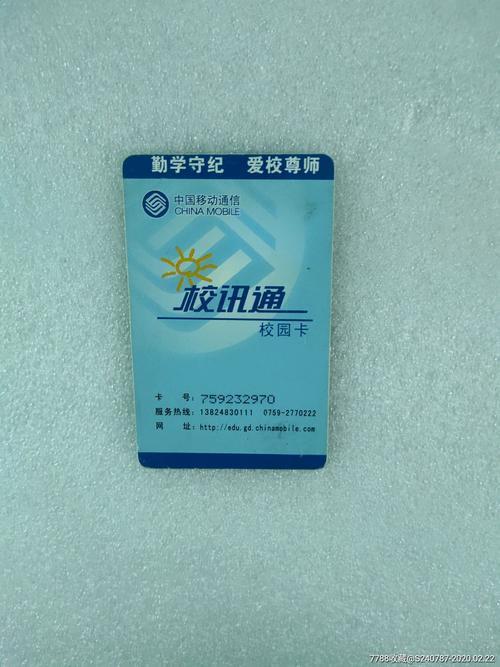 勤学守纪 爱校尊师
中国移动通信
CHINA MOBILE
校讯通
校园卡
卡 号：759232970
服务热线：13824830111 0759-2770222
网 址：http://edu.gd.chinamobile.com
7788收藏@S240787-2020.02.22